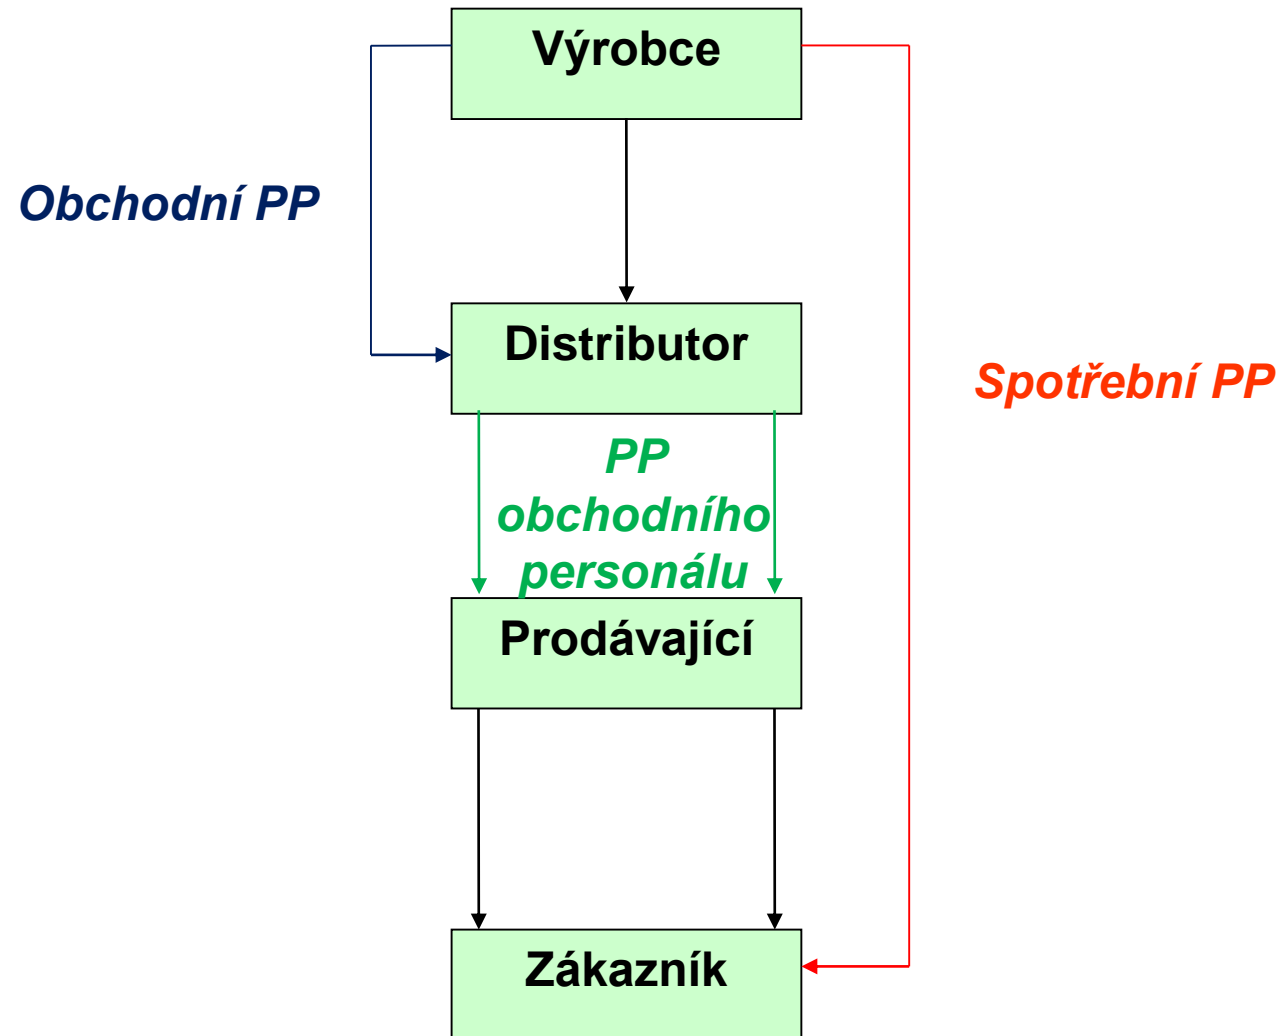 Výrobce
Obchodní PP
Distributor
Spotřební PP
PP
obchodního
personálu
Prodávající
Zákazník